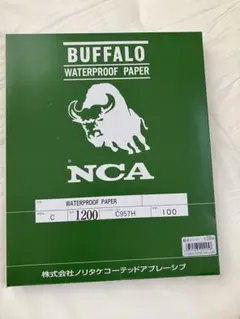 BUFFALO
WATERPROOF PAPER
NCA
WATERPROOF PAPER
C 1200 C957H 100
株式会社ノリタケコーテッドアブレーシブ